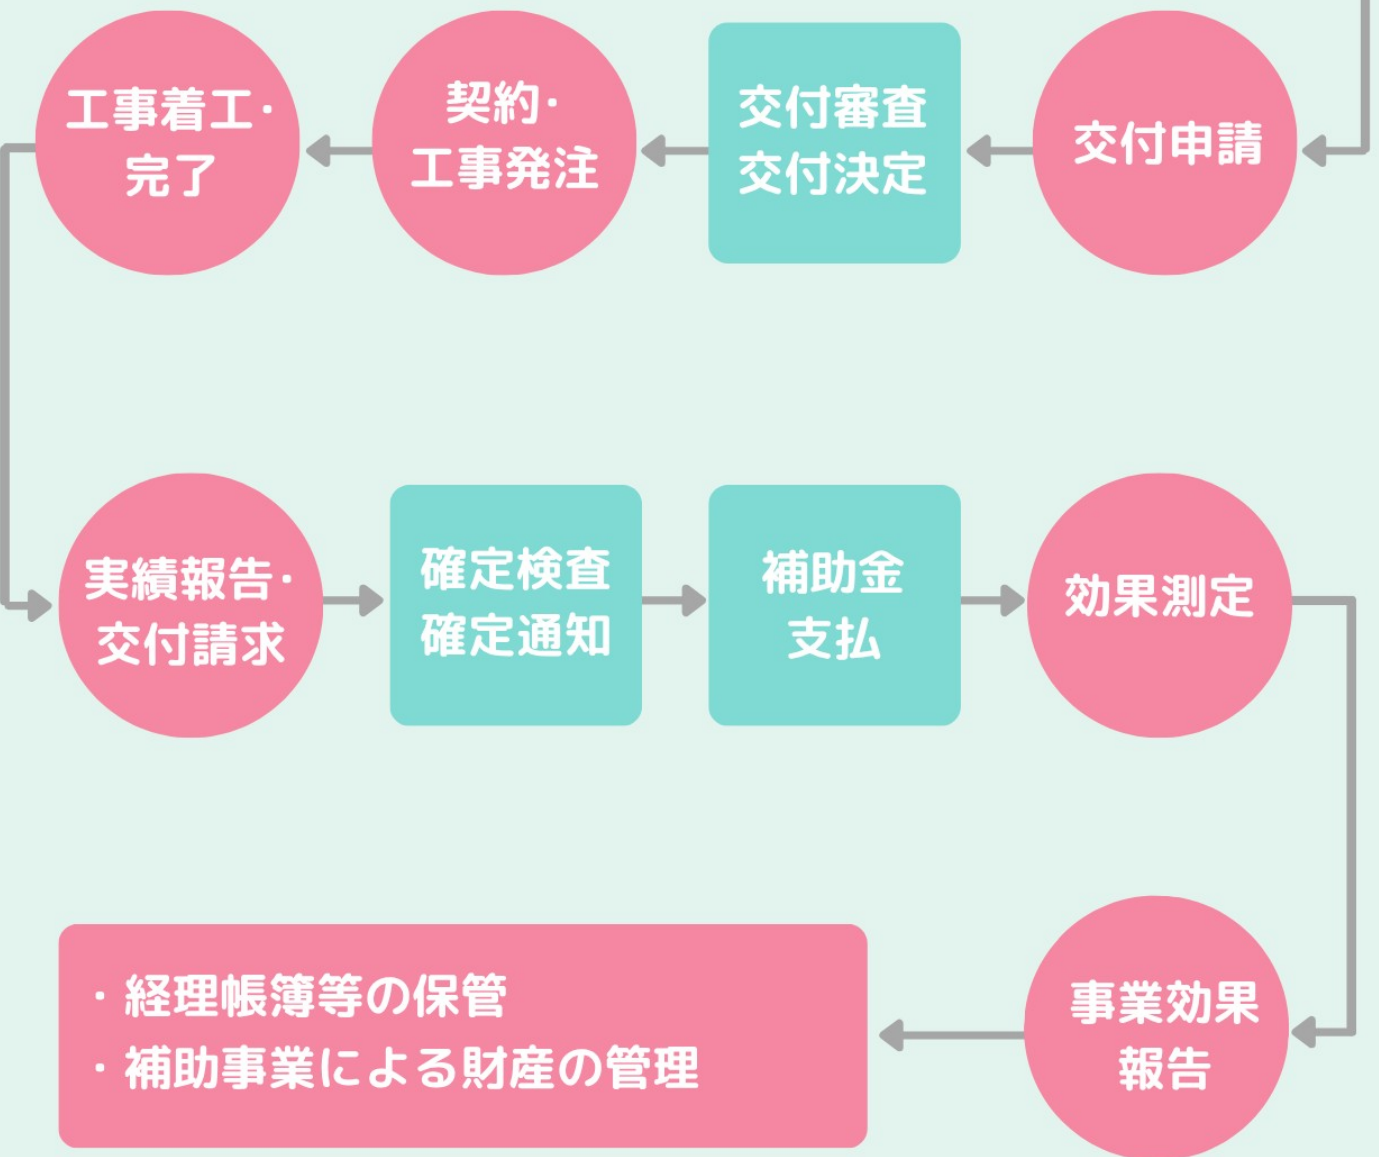 交付申請
交付審査
交付決定
契約・
工事発注
工事着工・
完了
実績報告・
交付請求
確定検査
確定通知
補助金
支払
効果測定
事業効果
報告
・経理帳簿等の保管
・補助事業による財産の管理